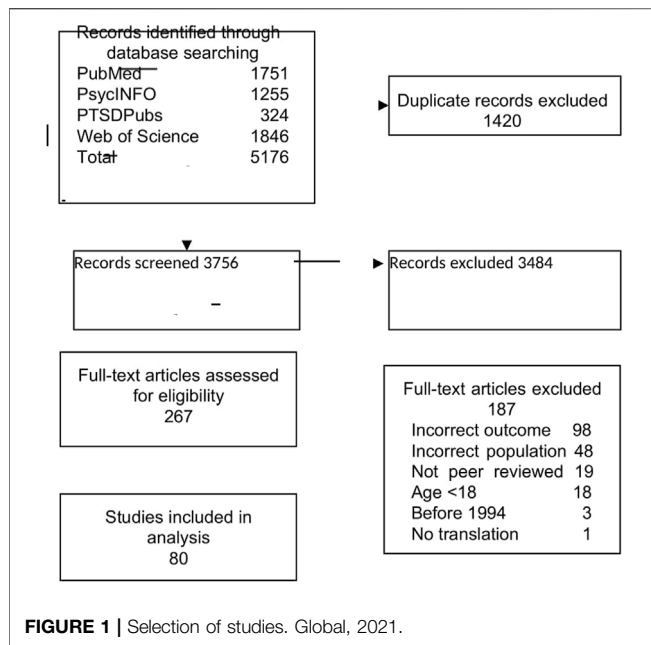 Records identified through
database searching
PubMed 1751
PsycINFO 1255
PTSDPubs 324
Web of Science 1846
Total 5176
Duplicate records excluded
1420
Records screened 3756
Records excluded 3484
Full-text articles assessed
for eligibility
267
Full-text articles excluded
187
Incorrect outcome 98
Incorrect population 48
Not peer reviewed 19
Age <18 18
Before 1994 3
No translation 1
Studies included in
analysis
80
FIGURE 1 | Selection of studies. Global, 2021.